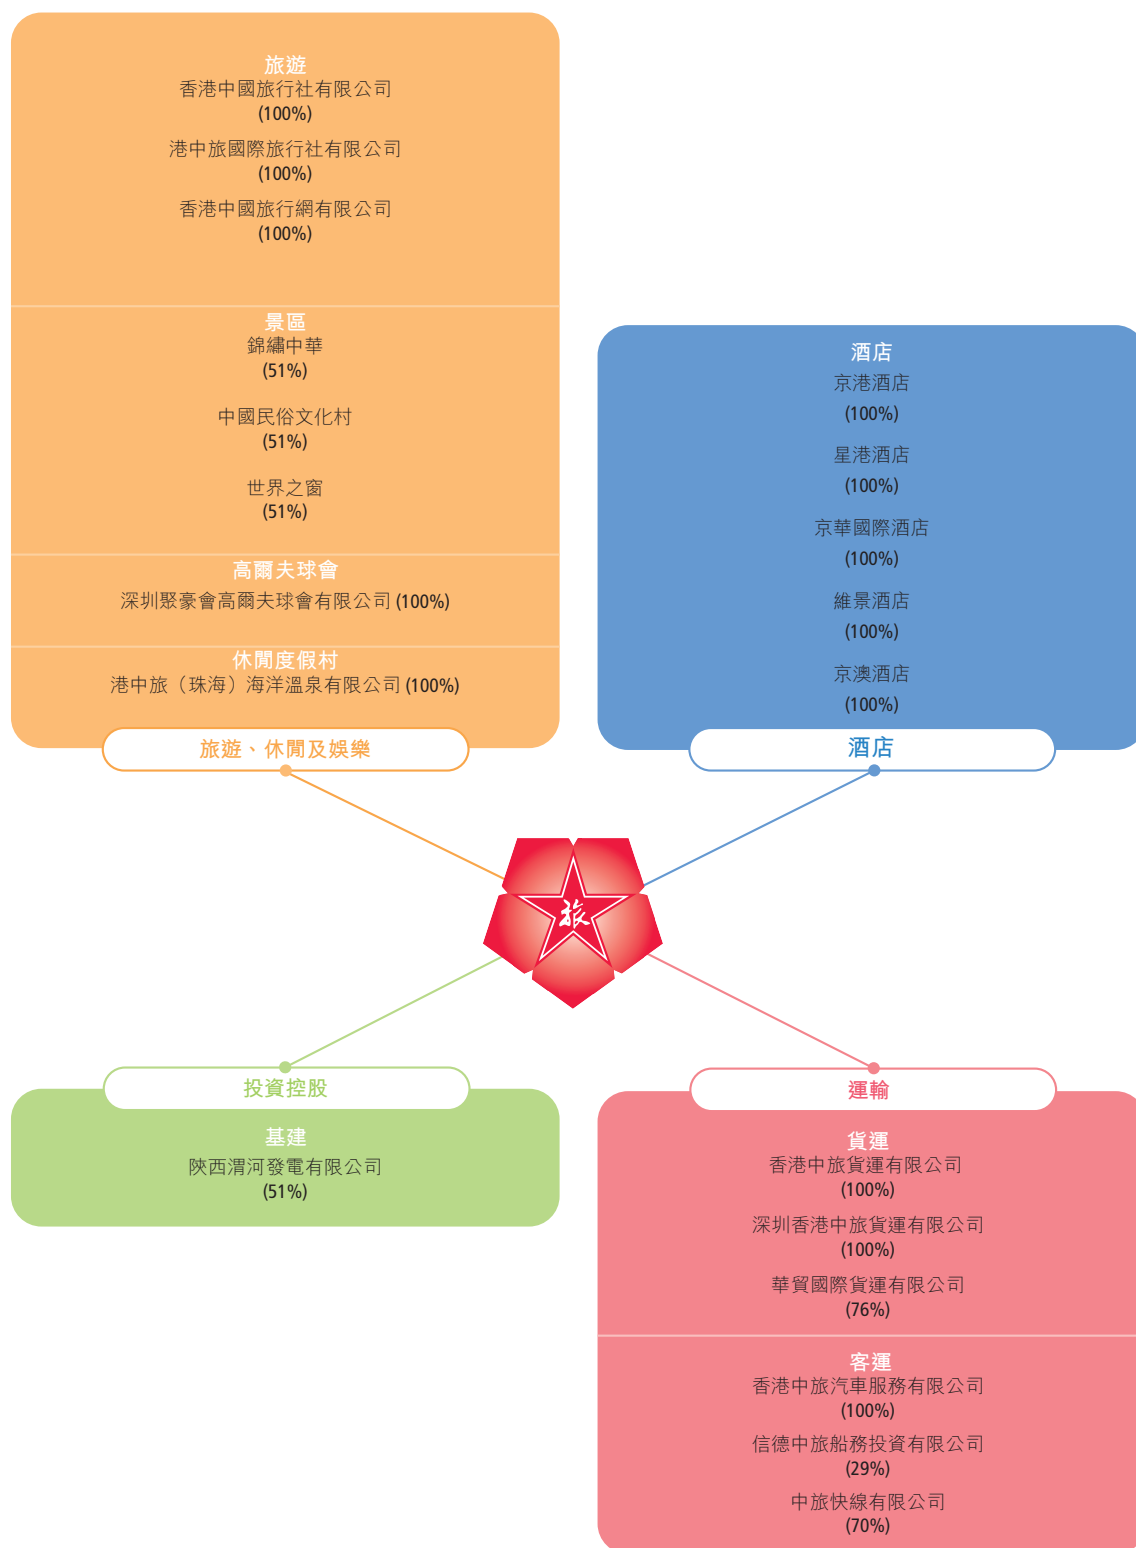 旅遊
香港中國旅行社有限公司
(100%)
港中旅國際旅行社有限公司
(100%)
香港中國旅行網有限公司
(100%)
景區
錦繡中華
(51%)
中國民俗文化村
(51%)
世界之窗
(51%)
高爾夫球會
深圳聚豪會高爾夫球會有限公司 (100%)
休閒度假村
港中旅（珠海）海洋溫泉有限公司 (100%)
旅遊、休閒及娛樂
酒店
京港酒店
(100%)
星港酒店
(100%)
京華國際酒店
(100%)
維景酒店
(100%)
京澳酒店
(100%)
酒店
旅
投資控股
基建
陝西渭河發電有限公司
(51%)
運輸
貨運
香港中旅貨運有限公司
(100%)
深圳香港中旅貨運有限公司
(100%)
華貿國際貨運有限公司
(76%)
客運
香港中旅汽車服務有限公司
(100%)
信德中旅船務投資有限公司
(29%)
中旅快線有限公司
(70%)